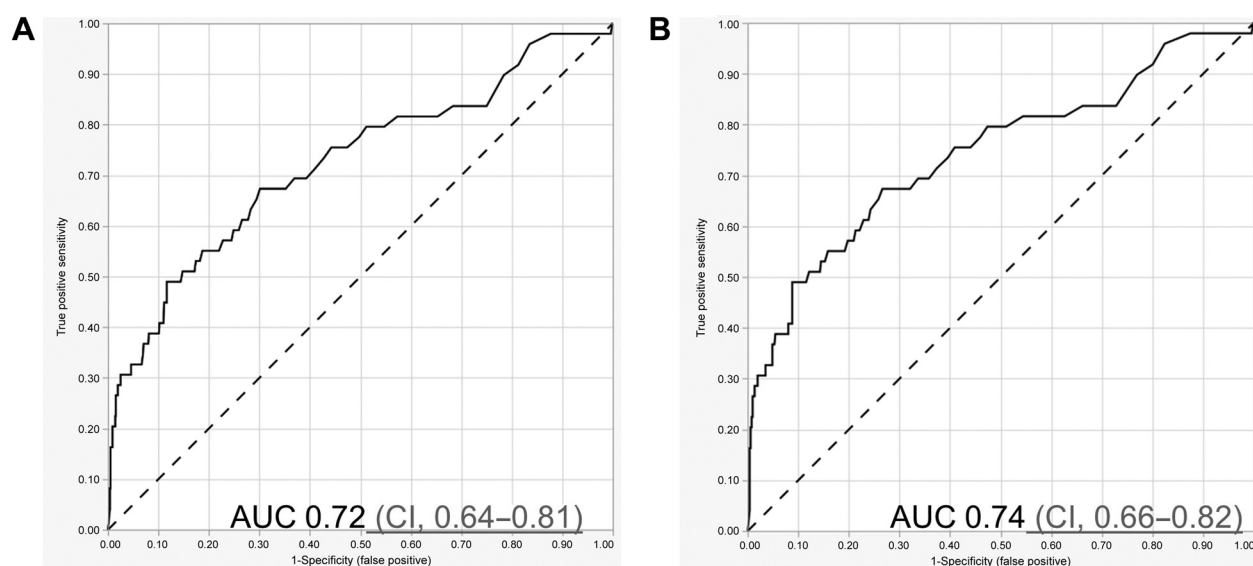 A
1.00
0.90
0.80
0.70
0.60
0.50
0.40
0.30
0.20
0.10
0.00
True positive sensitivity
AUC 0.72 (CI, 0.64–0.81)
0.00 0.10 0.20 0.30 0.40 0.50 0.60 0.70 0.80 0.90 1.00
1-Specificity (false positive)
B
1.00
0.90
0.80
0.70
0.60
0.50
0.40
0.30
0.20
0.10
0.00
True positive sensitivity
AUC 0.74 (CI, 0.66–0.82)
0.00 0.10 0.20 0.30 0.40 0.50 0.60 0.70 0.80 0.90 1.00
1-Specificity (false positive)